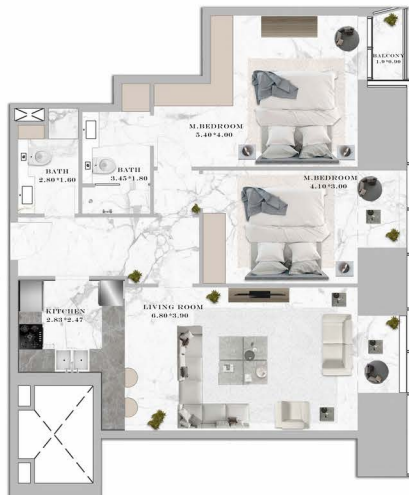 BALCONY
1.9*0.90
M.BEDROOM
5.40*4.00
BATH
2.80*1.60
BATH
3.45*1.80
M.BEDROOM
4.10*3.00
KITCHEN
2.83*2.47
LIVING ROOM
6.80*3.90